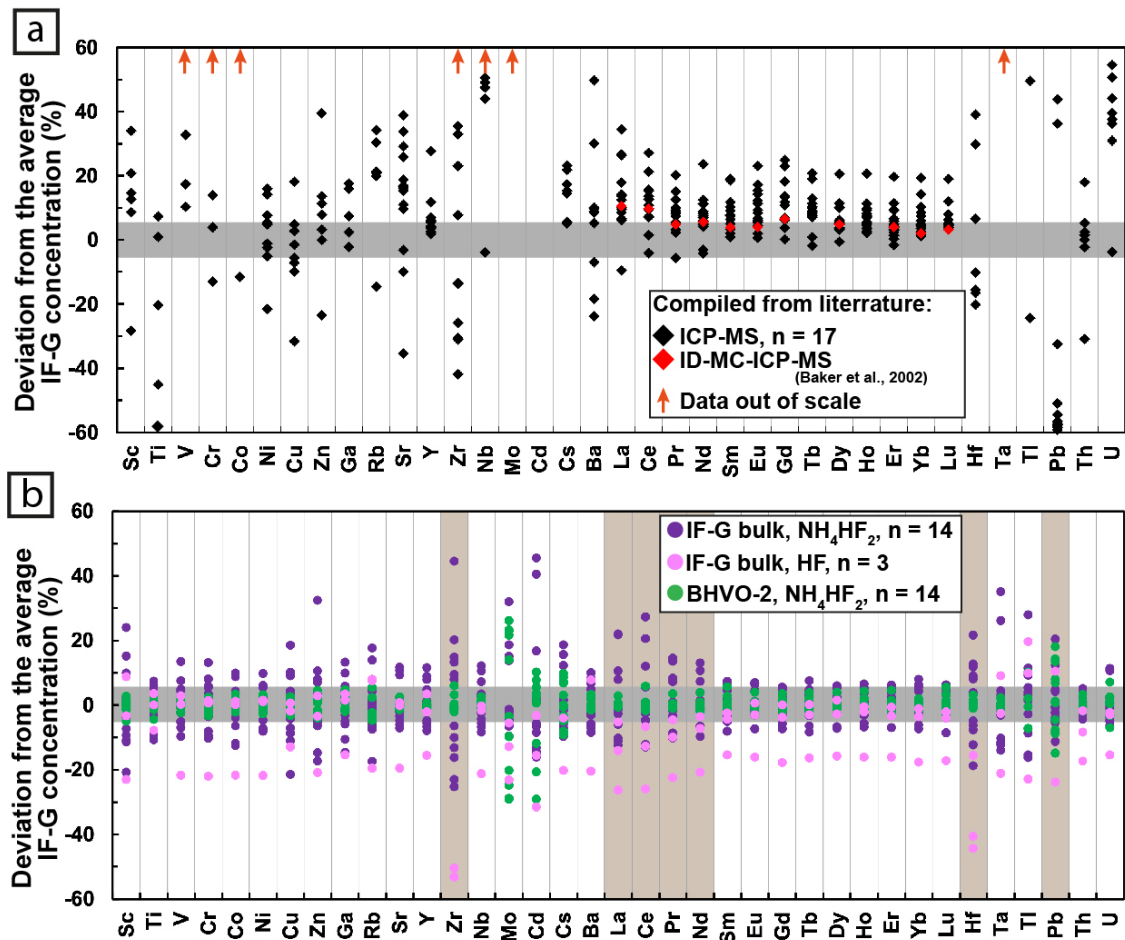 a
Deviation from the average
IF-G concentration (%)
60
40
20
0
-20
-40
-60
Compiled from literrature:
ICP-MS, n = 17
ID-MC-ICP-MS
(Baker et al., 2002)
Data out of scale
Sc Ti V Cr Co Ni Cu Zn Ga Rb Sr Y Zr Nb Mo Cd Cs Ba La Ce Pr Nd Sm Eu Gd Tb Dy Ho Er Yb Lu Hf Ta Tl Pb Th U
b
Deviation from the average
IF-G concentration (%)
60
40
20
0
-20
-40
-60
IF-G bulk, NH₄HF₂, n = 14
IF-G bulk, HF, n = 3
BHVO-2, NH₄HF₂, n = 14
Sc Ti V Cr Co Ni Cu Zn Ga Rb Sr Y Zr Nb Mo Cd Cs Ba La Ce Pr Nd Sm Eu Gd Tb Dy Ho Er Yb Lu Hf Ta Tl Pb Th U